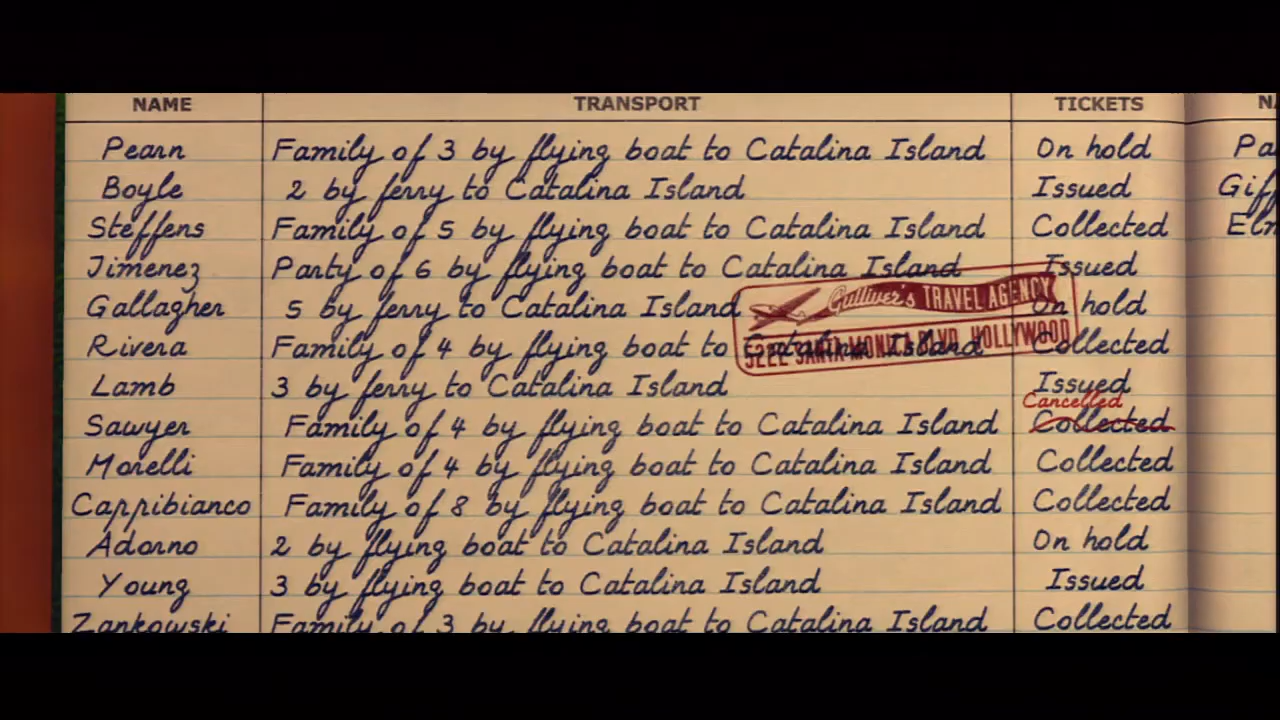 NAME TRANSPORT TICKETS
Pearn Family of 3 by flying boat to Catalina Island On hold
Boyle 2 by ferry to Catalina Island Issued
Steffens Family of 5 by flying boat to Catalina Island Collected
Jimenez Party of 6 by flying boat to Catalina Island Issued
Gallagher 5 by ferry to Catalina Island On hold
Gulliver's TRAVEL AGENCY
5222 SANTA MONICA BLVD. HOLLYWOOD
Rivera Family of 4 by flying boat to Catalina Island Collected
Lamb 3 by ferry to Catalina Island Issued
Cancelled
Sawyer Family of 4 by flying boat to Catalina Island Collected
Morelli Family of 4 by flying boat to Catalina Island Collected
Cappibianco Family of 8 by flying boat to Catalina Island Collected
Adorno 2 by flying boat to Catalina Island On hold
Young 3 by flying boat to Catalina Island Issued
Zankowski Family of 3 by flying boat to Catalina Island Collected